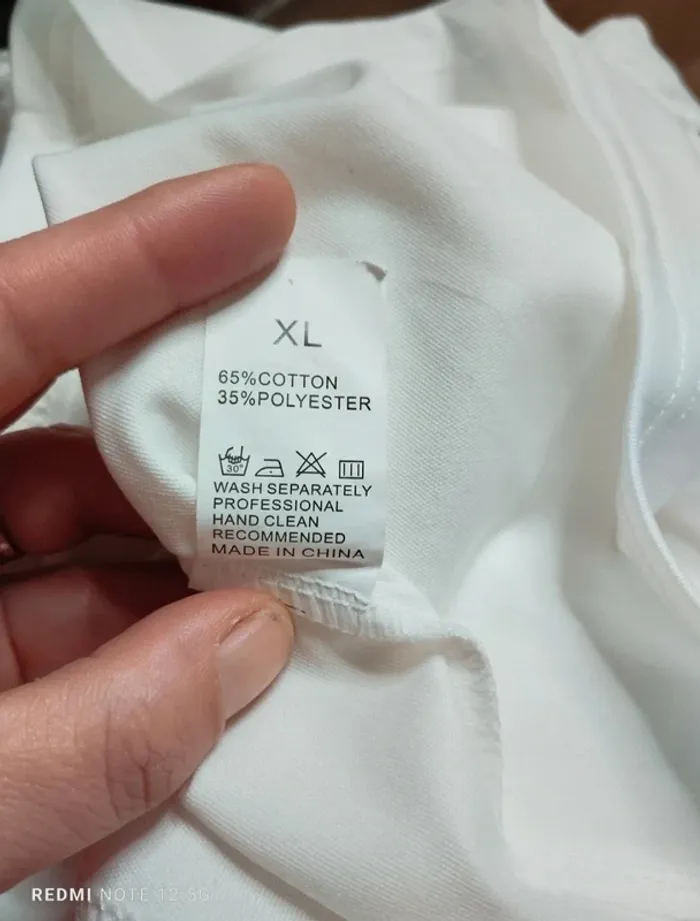 XL
65%COTTON
35%POLYESTER
30°
WASH SEPARATELY
PROFESSIONAL
HAND CLEAN
RECOMMENDED
MADE IN CHINA
REDMI NOTE 12 5G